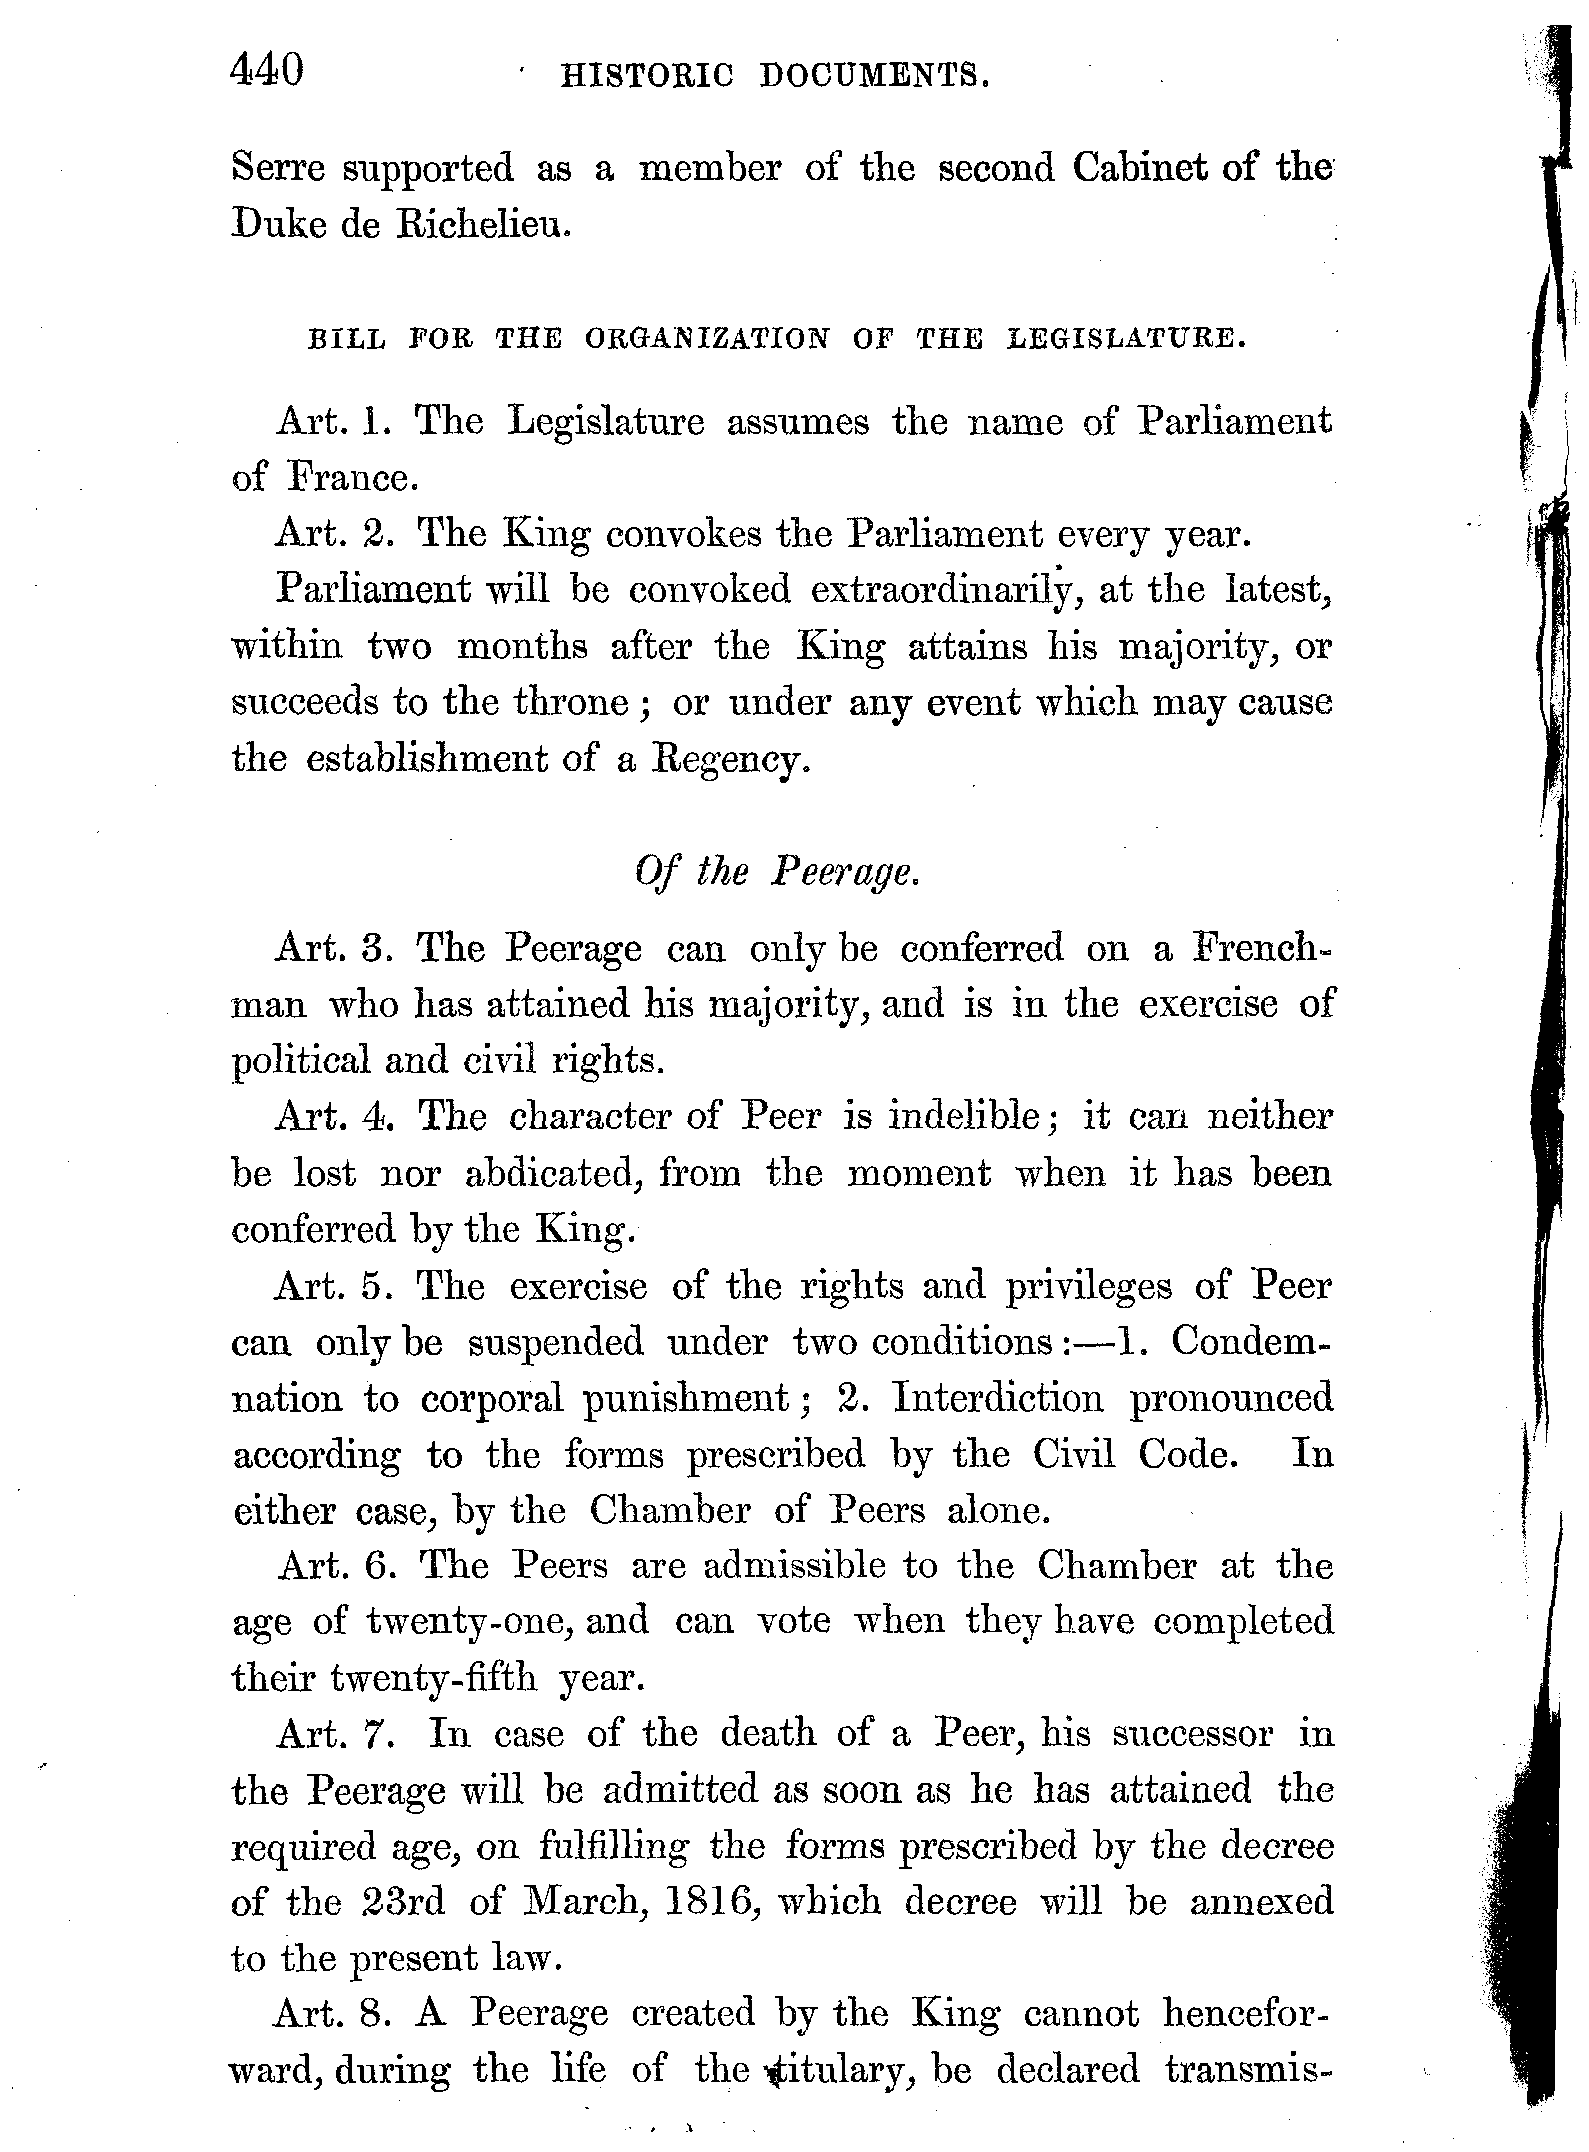 440 HISTORIC DOCUMENTS.
Serre supported as a member of the second Cabinet of the
Duke de Richelieu.
BILL FOR THE ORGANIZATION OF THE LEGISLATURE.
Art. 1. The Legislature assumes the name of Parliament
of France.
Art. 2. The King convokes the Parliament every year.
Parliament will be convoked extraordinarily, at the latest,
within two months after the King attains his majority, or
succeeds to the throne; or under any event which may cause
the establishment of a Regency.
Of the Peerage.
Art. 3. The Peerage can only be conferred on a French-
man who has attained his majority, and is in the exercise of
political and civil rights.
Art. 4. The character of Peer is indelible; it can neither
be lost nor abdicated, from the moment when it has been
conferred by the King.
Art. 5. The exercise of the rights and privileges of Peer
can only be suspended under two conditions:—1. Condem-
nation to corporal punishment; 2. Interdiction pronounced
according to the forms prescribed by the Civil Code. In
either case, by the Chamber of Peers alone.
Art. 6. The Peers are admissible to the Chamber at the
age of twenty-one, and can vote when they have completed
their twenty-fifth year.
Art. 7. In case of the death of a Peer, his successor in
the Peerage will be admitted as soon as he has attained the
required age, on fulfilling the forms prescribed by the decree
of the 23rd of March, 1816, which decree will be annexed
to the present law.
Art. 8. A Peerage created by the King cannot hencefor-
ward, during the life of the titulary, be declared transmis-